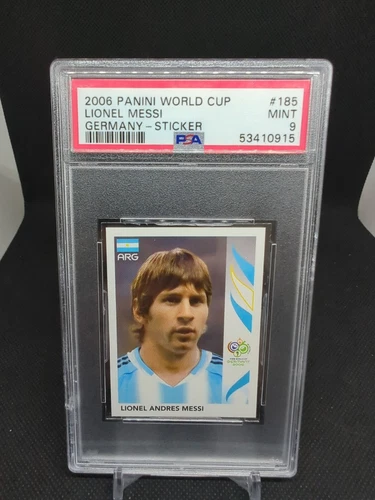 2006 PANINI WORLD CUP #185
LIONEL MESSI MINT
GERMANY - STICKER 9
PSA 53410915
ARG
LIONEL ANDRES MESSI